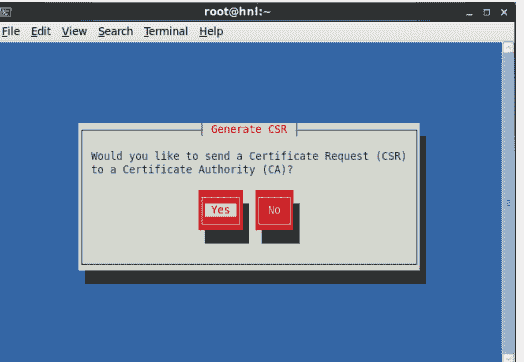 root@hnl:~
File Edit View Search Terminal Help
Generate CSR
Would you like to send a Certificate Request (CSR)
to a Certificate Authority (CA)?
Yes No